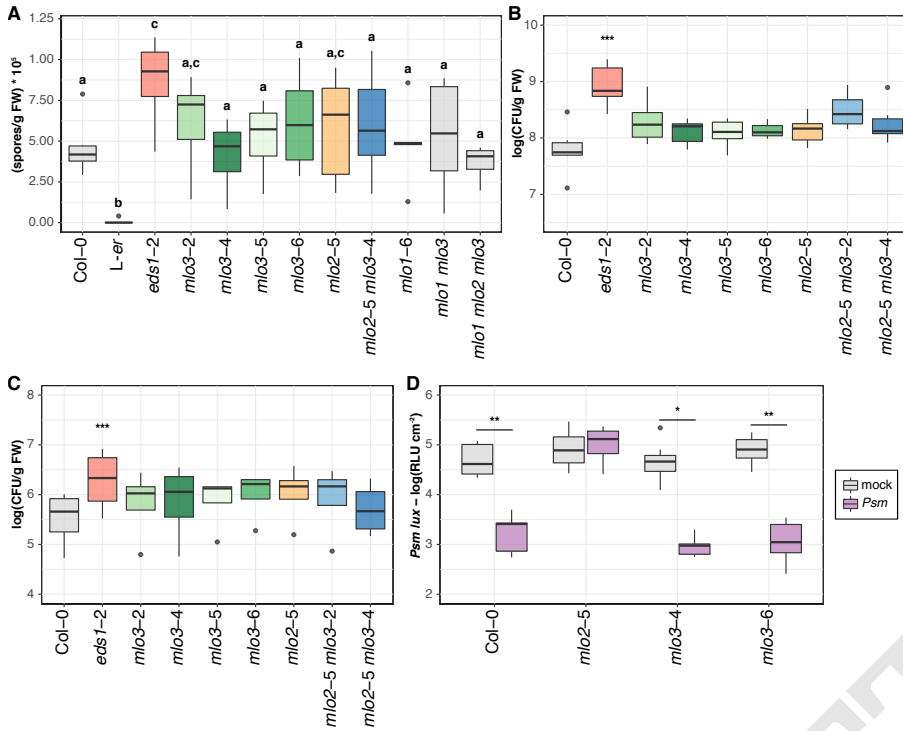 A
(spores/g FW) * 10⁵
1.25
10.00
7.50
5.00
2.50
0.00
a
b
c
a,c
a
a
a
a,c
a
a
a
a
Col−0
L-er
eds1−2
mlo3−2
mlo3−4
mlo3−5
mlo3−6
mlo2−5
mlo2−5 mlo3−4
mlo1−6
mlo1 mlo3
mlo1 mlo2 mlo3
B
log(CFU/g FW)
10
9
8
7
***
Col−0
eds1−2
mlo3−2
mlo3−4
mlo3−5
mlo3−6
mlo2−5
mlo2−5 mlo3−2
mlo2−5 mlo3−4
C
log(CFU/g FW)
8
7
6
5
4
***
Col−0
eds1−2
mlo3−2
mlo3−4
mlo3−5
mlo3−6
mlo2−5
mlo2−5 mlo3−2
mlo2−5 mlo3−4
D
Psm lux − log(RLU cm⁻²)
6
5
4
3
2
**
*
**
Col−0
mlo2−5
mlo3−4
mlo3−6
mock
Psm